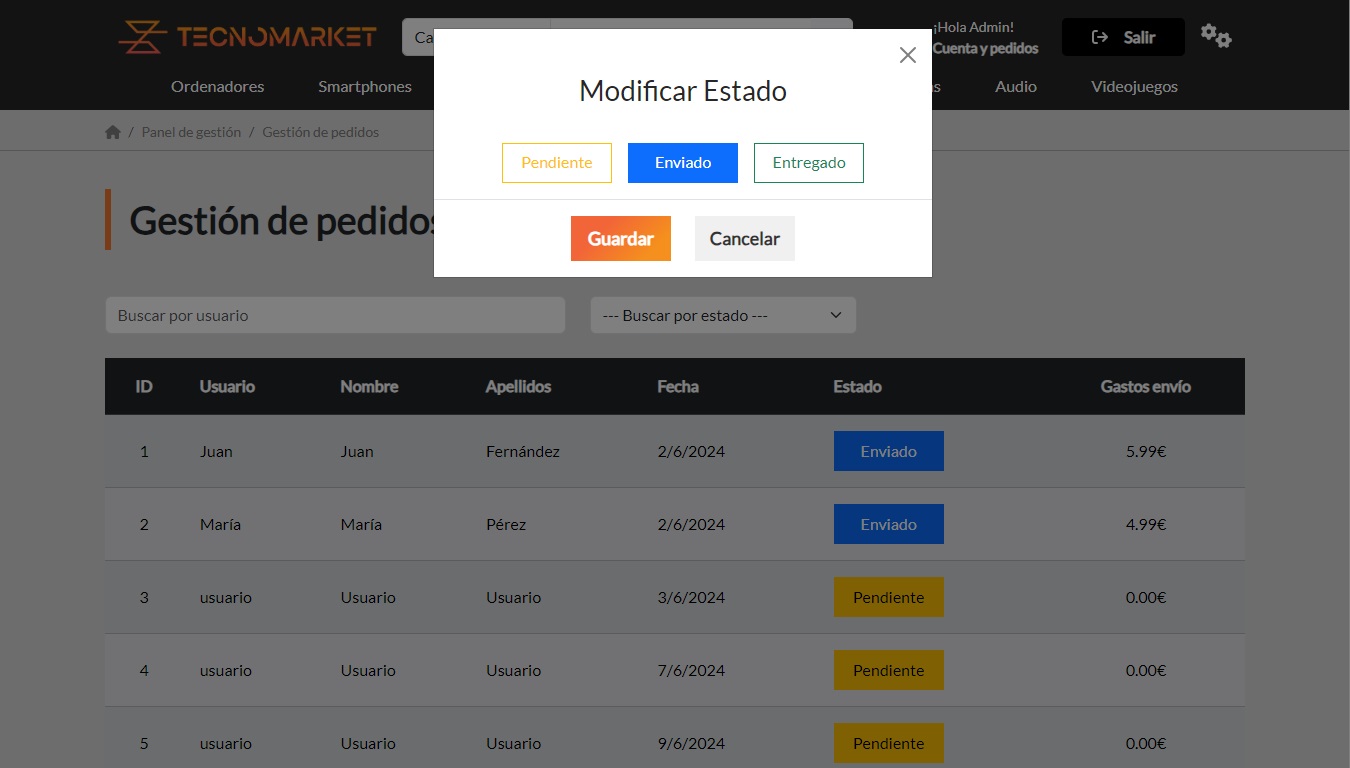 TECNOMARKET
Ca
¡Hola Admin!
Cuenta y pedidos
Salir
Ordenadores Smartphones Audio Videojuegos
/ Panel de gestión / Gestión de pedidos
Modificar Estado
Pendiente Enviado Entregado
Guardar Cancelar
Gestión de pedidos
Buscar por usuario --- Buscar por estado ---
ID Usuario Nombre Apellidos Fecha Estado Gastos envío
1 Juan Juan Fernández 2/6/2024 Enviado 5.99€
2 María María Pérez 2/6/2024 Enviado 4.99€
3 usuario Usuario Usuario 3/6/2024 Pendiente 0.00€
4 usuario Usuario Usuario 7/6/2024 Pendiente 0.00€
5 usuario Usuario Usuario 9/6/2024 Pendiente 0.00€